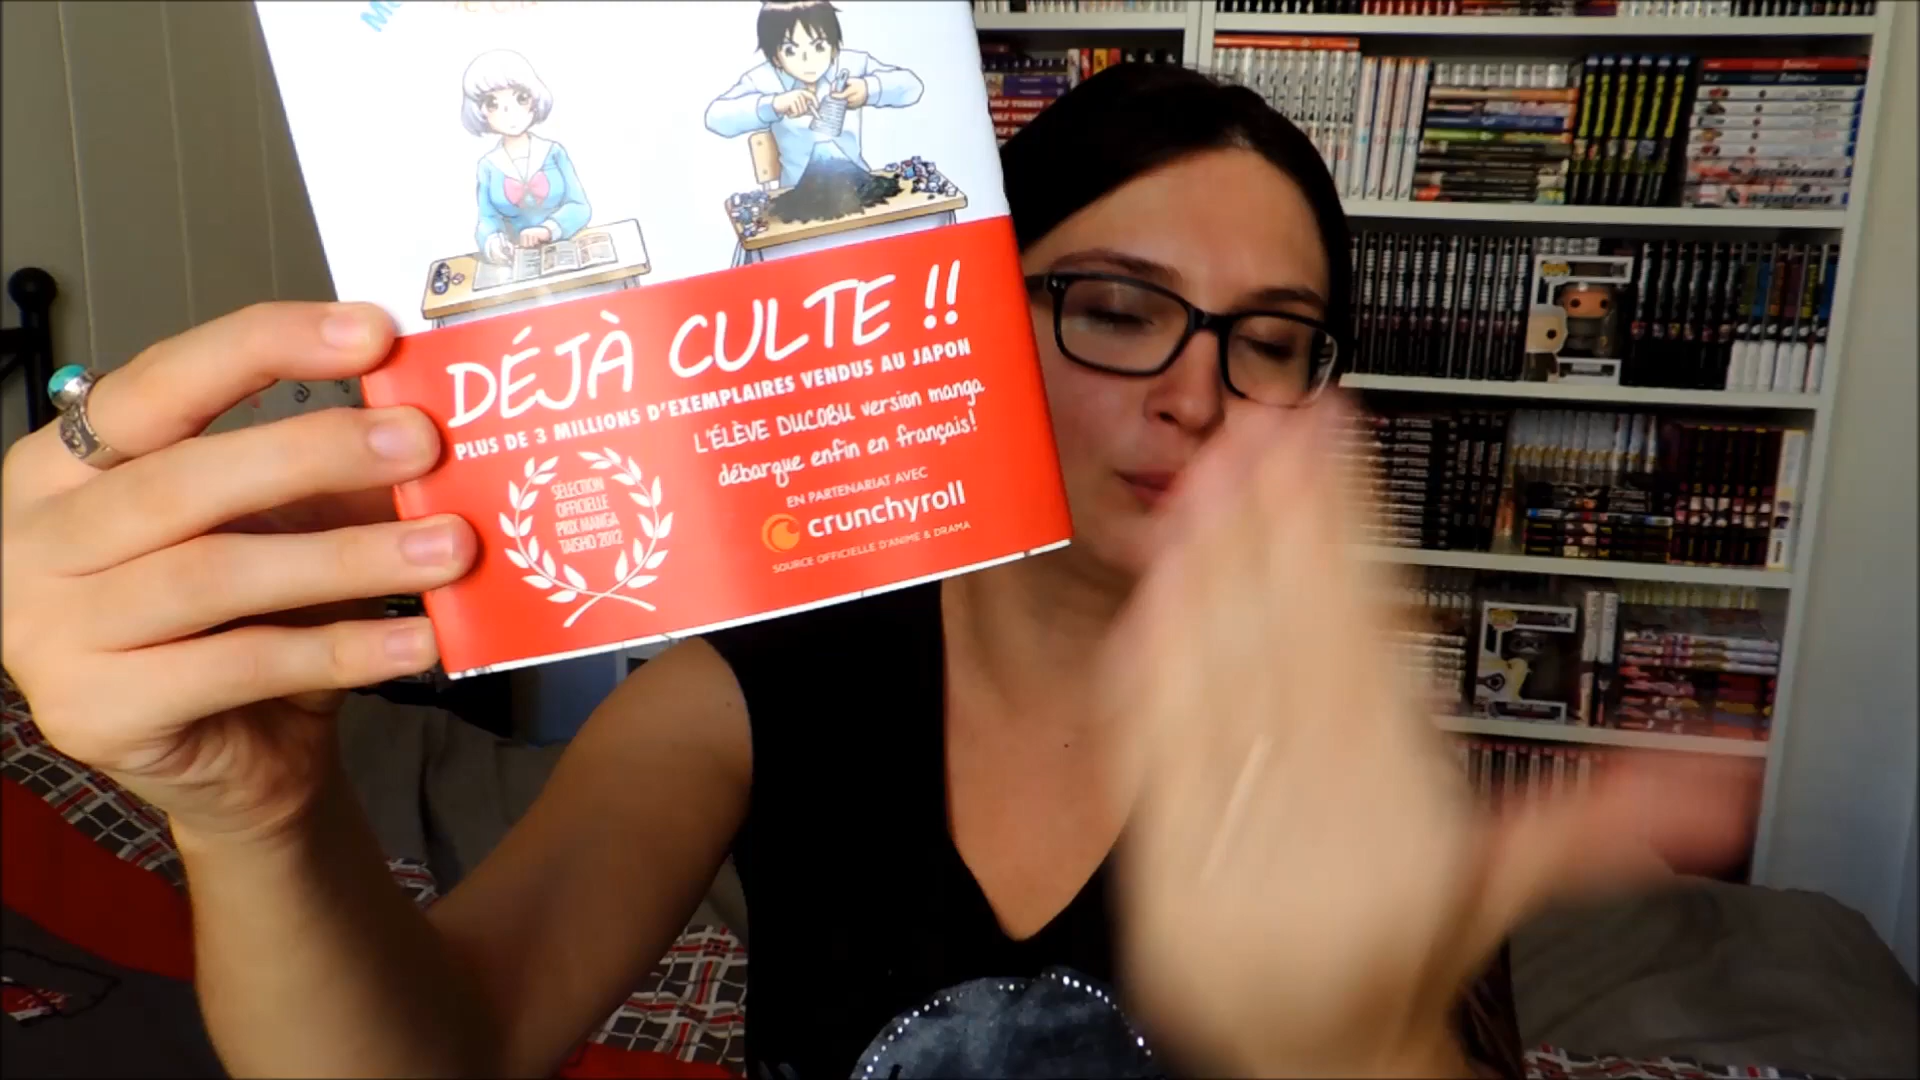 DÉJÀ CULTE !!
PLUS DE 3 MILLIONS D'EXEMPLAIRES VENDUS AU JAPON
L'ÉLÈVE DUCOBU version manga
débarque enfin en français!
SÉLECTION
OFFICIELLE
PRIX MANGA
TAISHO 2012
EN PARTENARIAT AVEC
crunchyroll
SOURCE OFFICIELLE D'ANIME & DRAMA